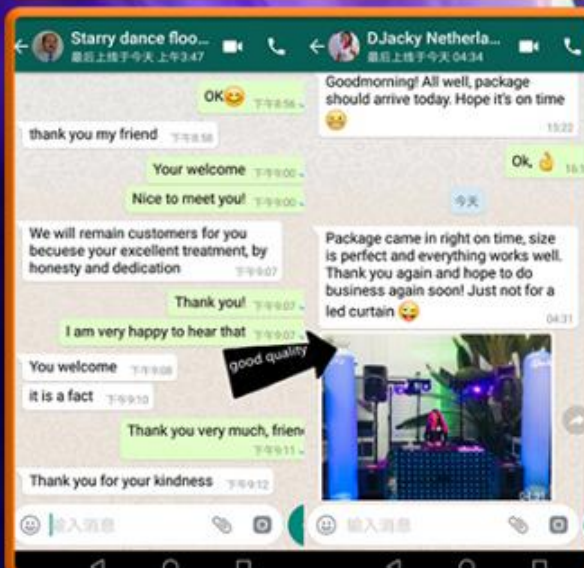 Starry dance floo...
最后上线于今天 上午3:47
OK😊 下午8:56
thank you my friend 下午8:58
Your welcome 下午9:00
Nice to meet you! 下午9:00
We will remain customers for you
becuese your excellent treatment, by
honesty and dedication 下午9:07
Thank you! 下午9:07
I am very happy to hear that 下午9:07
You welcome 下午9:08
it is a fact 下午9:10
Thank you very much, frien
下午9:11
Thank you for your kindness 下午9:12
输入消息
DJacky Netherla...
最后上线于今天 04:34
Goodmorning! All well, package
should arrive today. Hope it's on time
😁 15:22
Ok, 👌
今天
Package came in right on time, size
is perfect and everything works well.
Thank you again and hope to do
business again soon! Just not for a
led curtain 😜 04:31
good quality
04:31
输入消息